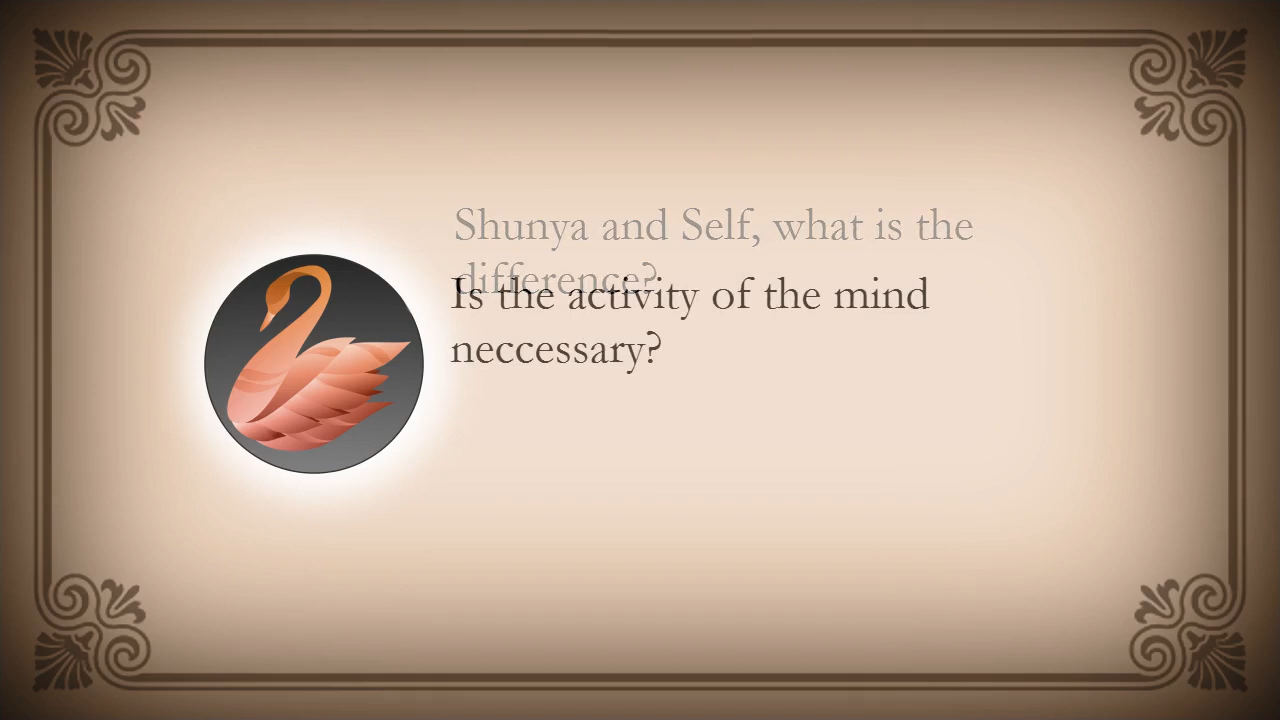 Shunya and Self, what is the
difference?
Is the activity of the mind
neccessary?